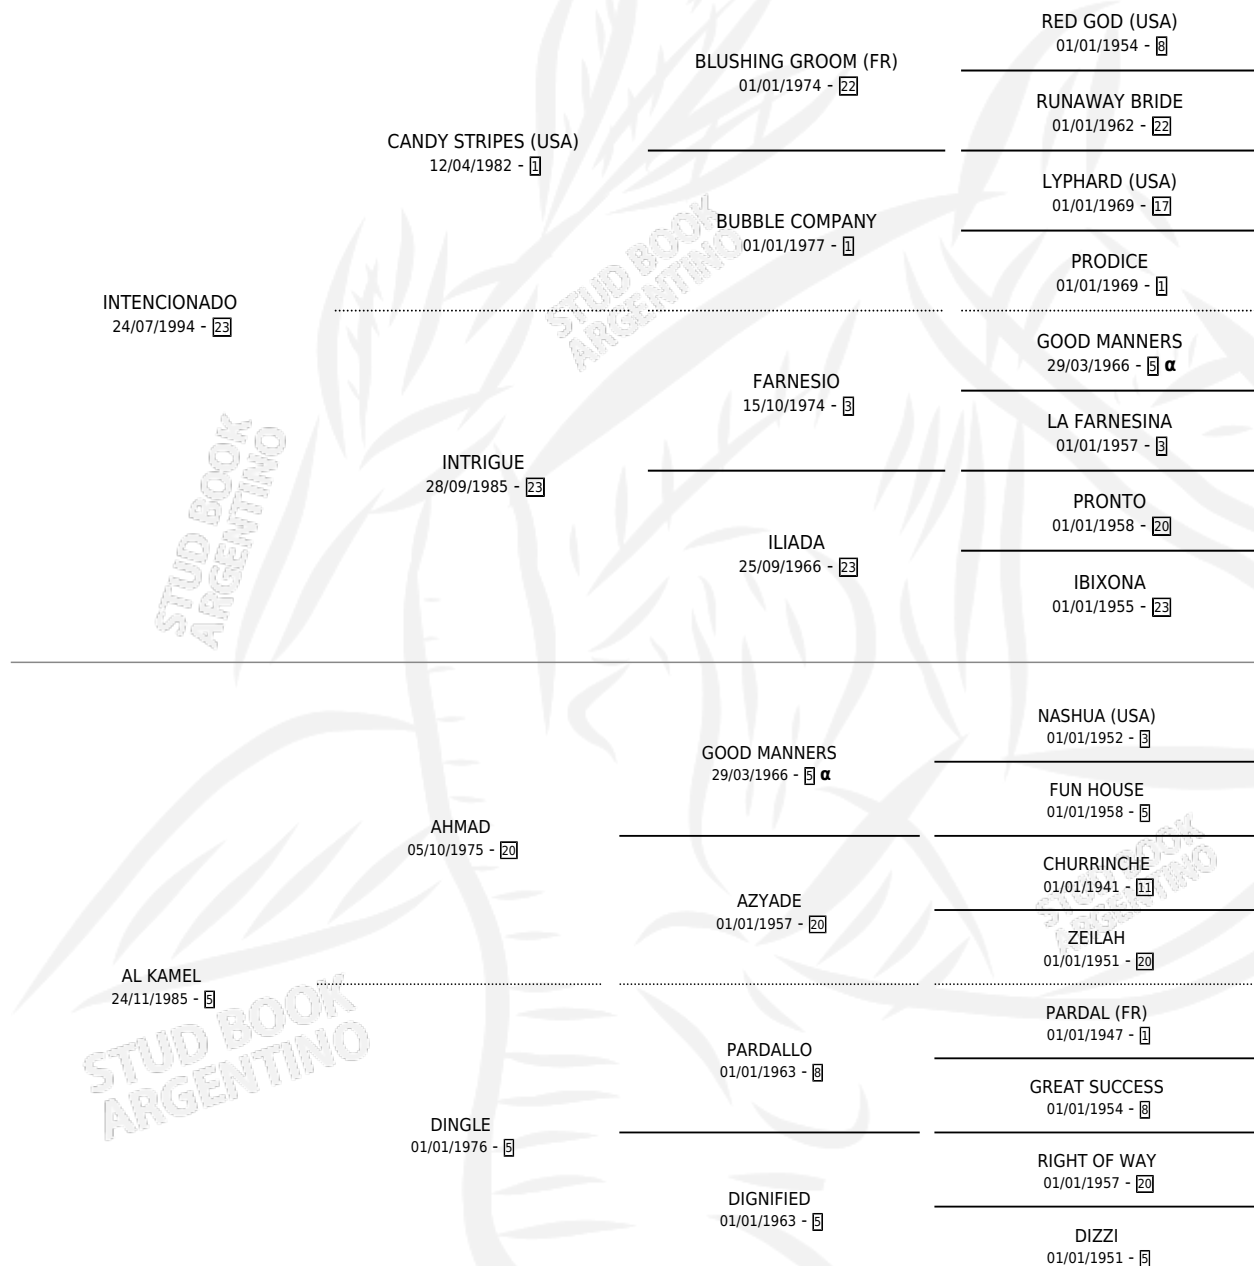 RED GOD (USA)
01/01/1954 - 8
BLUSHING GROOM (FR)
01/01/1974 - 22
RUNAWAY BRIDE
01/01/1962 - 22
CANDY STRIPES (USA)
12/04/1982 - 1
LYPHARD (USA)
01/01/1969 - 17
BUBBLE COMPANY
01/01/1977 - 1
PRODICE
01/01/1969 - 1
INTENCIONADO
24/07/1994 - 23
GOOD MANNERS
29/03/1966 - 5 α
FARNESIO
15/10/1974 - 3
LA FARNESINA
01/01/1957 - 3
INTRIGUE
28/09/1985 - 23
PRONTO
01/01/1958 - 20
ILIADA
25/09/1966 - 23
IBIXONA
01/01/1955 - 23
NASHUA (USA)
01/01/1952 - 3
GOOD MANNERS
29/03/1966 - 5 α
FUN HOUSE
01/01/1958 - 5
AHMAD
05/10/1975 - 20
CHURRINCHE
01/01/1941 - 11
AZYADE
01/01/1957 - 20
ZEILAH
01/01/1951 - 20
AL KAMEL
24/11/1985 - 5
PARDAL (FR)
01/01/1947 - 1
PARDALLO
01/01/1963 - 8
GREAT SUCCESS
01/01/1954 - 8
DINGLE
01/01/1976 - 5
RIGHT OF WAY
01/01/1957 - 20
DIGNIFIED
01/01/1963 - 5
DIZZI
01/01/1951 - 5
STUD BOOK
ARGENTINO
STUD BOOK
ARGENTINO
STUD BOOK
ARGENTINO
STUD BOOK
ARGENTINO